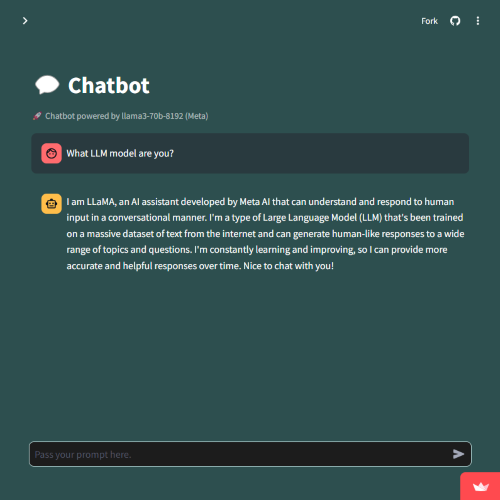 Fork
Chatbot
Chatbot powered by llama3-70b-8192 (Meta)
What LLM model are you?
I am LLaMA, an AI assistant developed by Meta AI that can understand and respond to human
input in a conversational manner. I'm a type of Large Language Model (LLM) that's been trained
on a massive dataset of text from the internet and can generate human-like responses to a wide
range of topics and questions. I'm constantly learning and improving, so I can provide more
accurate and helpful responses over time. Nice to chat with you!
Pass your prompt here.